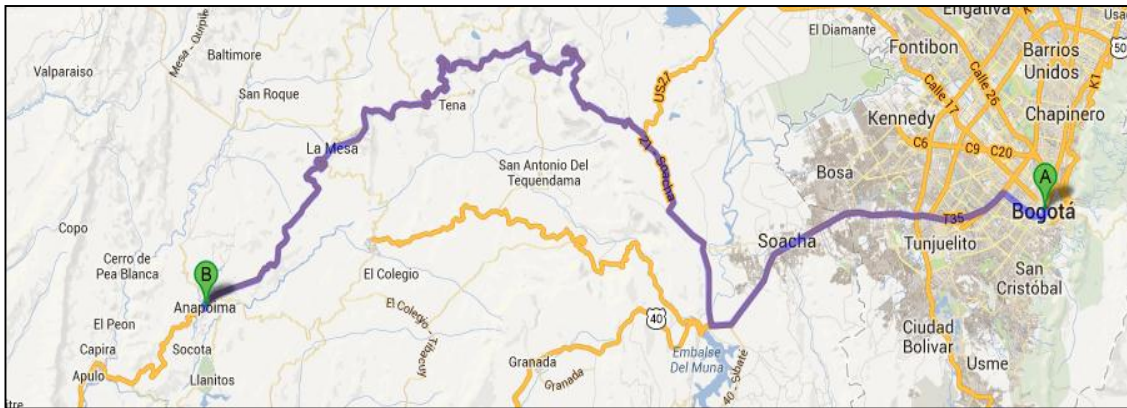 Engativa
Usa
El Diamante
Fontibon
Barrios
Unidos
50
Mesa - Quipile
Baltimore
Valparaiso
Calle 26
Calle 17
K1
San Roque
US27
Chapinero
Tena
Kennedy
C6
C9
C20
La Mesa
21
Soacha
San Antonio Del
Tequendama
Bosa
A
Bogotá
T35
Copo
Soacha
Tunjuelito
Cerro de
Pea Blanca
B
El Colegio
San
Cristóbal
Anapoima
El Colegio
Tibacuy
El Peon
40
Ciudad
Bolivar
Capira
Socota
Embalse
Del Muna
Granada
Granada
Usme
Apulo
Llanitos
40 - Sibate
itre